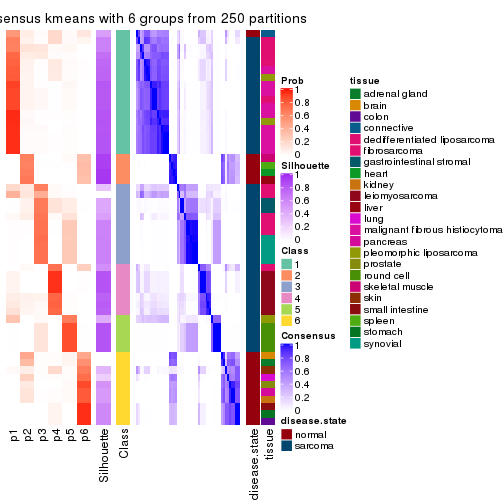 sensus kmeans with 6 groups from 250 partitions
p1
p2
p3
p4
p5
p6
Silhouette
Class
disease.state
tissue
Prob
1
0.8
0.6
0.4
0.2
0
Silhouette
1
0.8
0.6
0.4
0.2
0
Class
1
2
3
4
5
6
Consensus
1
0.8
0.6
0.4
0.2
0
disease.state
normal
sarcoma
tissue
adrenal gland
brain
colon
connective
dedifferentiated liposarcoma
fibrosarcoma
gastrointestinal stromal
heart
kidney
leiomyosarcoma
liver
lung
malignant fibrous histiocytoma
pancreas
pleomorphic liposarcoma
prostate
round cell
skeletal muscle
skin
small intestine
spleen
stomach
synovial